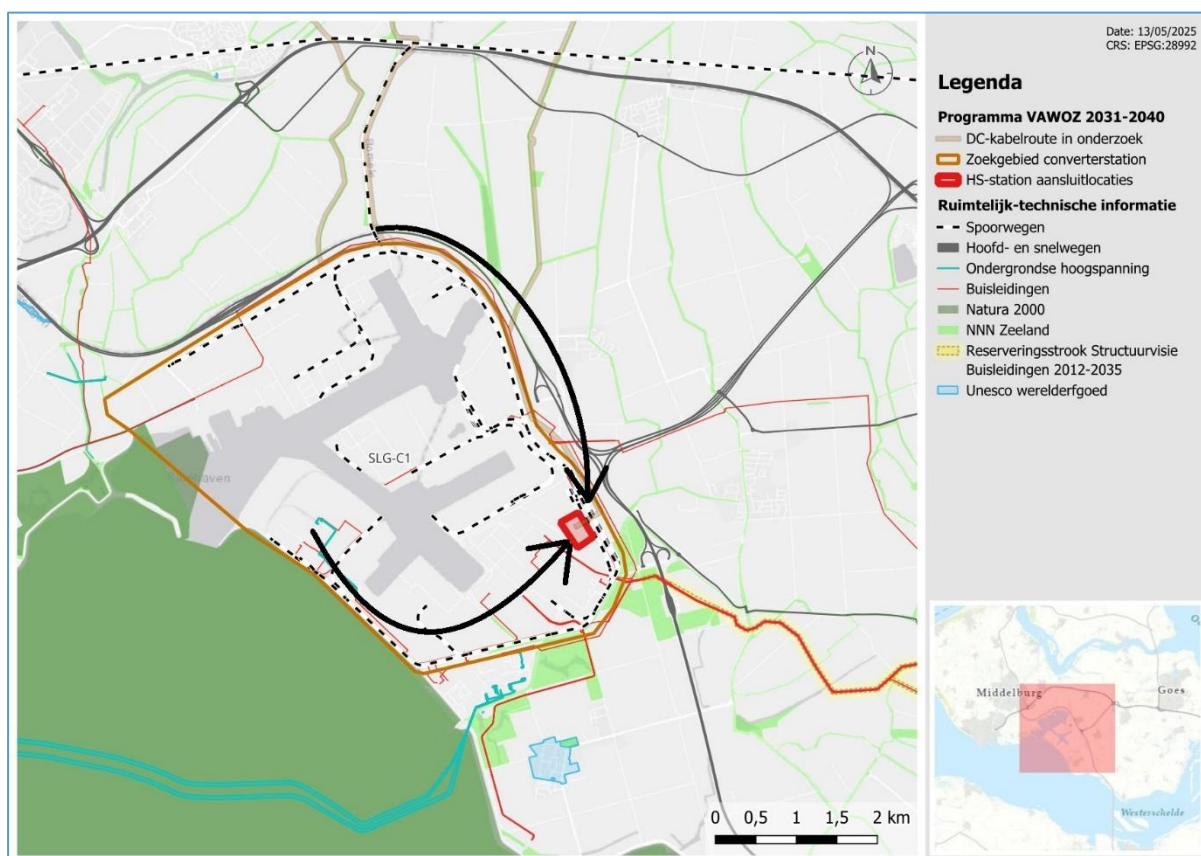 Date: 13/05/2025
CRS: EPSG:28992
N
Legenda
Programma VAWOZ 2031-2040
DC-kabelroute in onderzoek
Zoekgebied converterstation
HS-station aansluitlocaties
Ruimtelijk-technische informatie
Spoorwegen
Hoofd- en snelwegen
Ondergrondse hoogspanning
Buisleidingen
Natura 2000
NNN Zeeland
Reserveringsstrook Structuurvisie
Buisleidingen 2012-2035
Unesco werelderfgoed
SLG-C1
0 0,5 1 1,5 2 km
Middelburg
Goes
Westerschelde